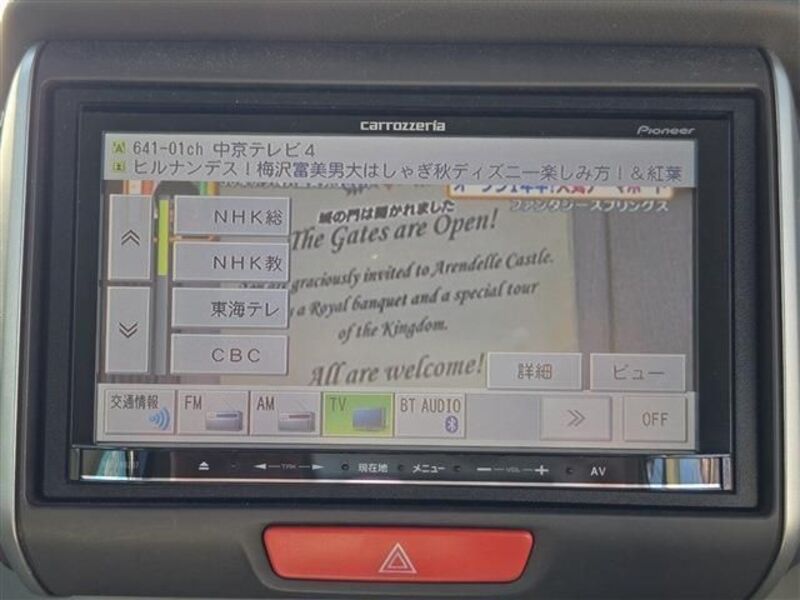 carrozzeria
Pioneer
641-01ch 中京テレビ4
ヒルナンデス!梅沢富美男大はしゃぎ秋ディズニー楽しみ方!&紅葉
ファンタジースプリングス
城の門は開かれました
The Gates are Open!
graciously invited to Arendelle Castle.
a Royal banquet and a special tour
of the Kingdom.
All are welcome!
NHK総
NHK教
東海テレ
CBC
詳細
ビュー
交通情報
FM
AM
TV
BT AUDIO
OFF
TRK
現在地
メニュー
VOL
AV